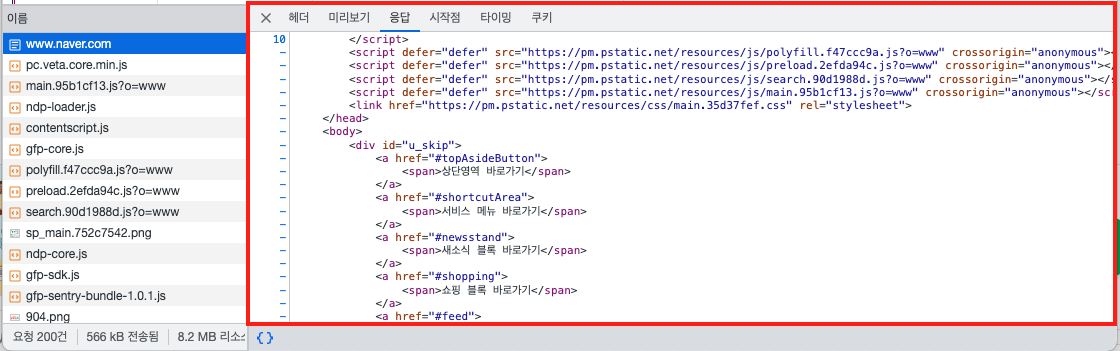 이름
www.naver.com
pc.veta.core.min.js
main.95b1cf13.js?o=www
ndp-loader.js
contentscript.js
gfp-core.js
polyfill.f47ccc9a.js?o=www
preload.2efda94c.js?o=www
search.90d1988d.js?o=www
sp_main.752c7542.png
ndp-core.js
gfp-sdk.js
gfp-sentry-bundle-1.0.1.js
904.png
요청 200건 566 kB 전송됨 8.2 MB 리소스
헤더 미리보기 응답 시작점 타이밍 쿠키
10 </script>
- <script defer="defer" src="https://pm.pstatic.net/resources/js/polyfill.f47ccc9a.js?o=www" crossorigin="anonymous"><
- <script defer="defer" src="https://pm.pstatic.net/resources/js/preload.2efda94c.js?o=www" crossorigin="anonymous"></
- <script defer="defer" src="https://pm.pstatic.net/resources/js/search.90d1988d.js?o=www" crossorigin="anonymous"></s
- <script defer="defer" src="https://pm.pstatic.net/resources/js/main.95b1cf13.js?o=www" crossorigin="anonymous"></scr
- <link href="https://pm.pstatic.net/resources/css/main.35d37fef.css" rel="stylesheet">
- </head>
- <body>
- <div id="u_skip">
- <a href="#topAsideButton">
- <span>상단영역 바로가기</span>
- </a>
- <a href="#shortcutArea">
- <span>서비스 메뉴 바로가기</span>
- </a>
- <a href="#newsstand">
- <span>새소식 블록 바로가기</span>
- </a>
- <a href="#shopping">
- <span>쇼핑 블록 바로가기</span>
- </a>
- <a href="#feed">
{}